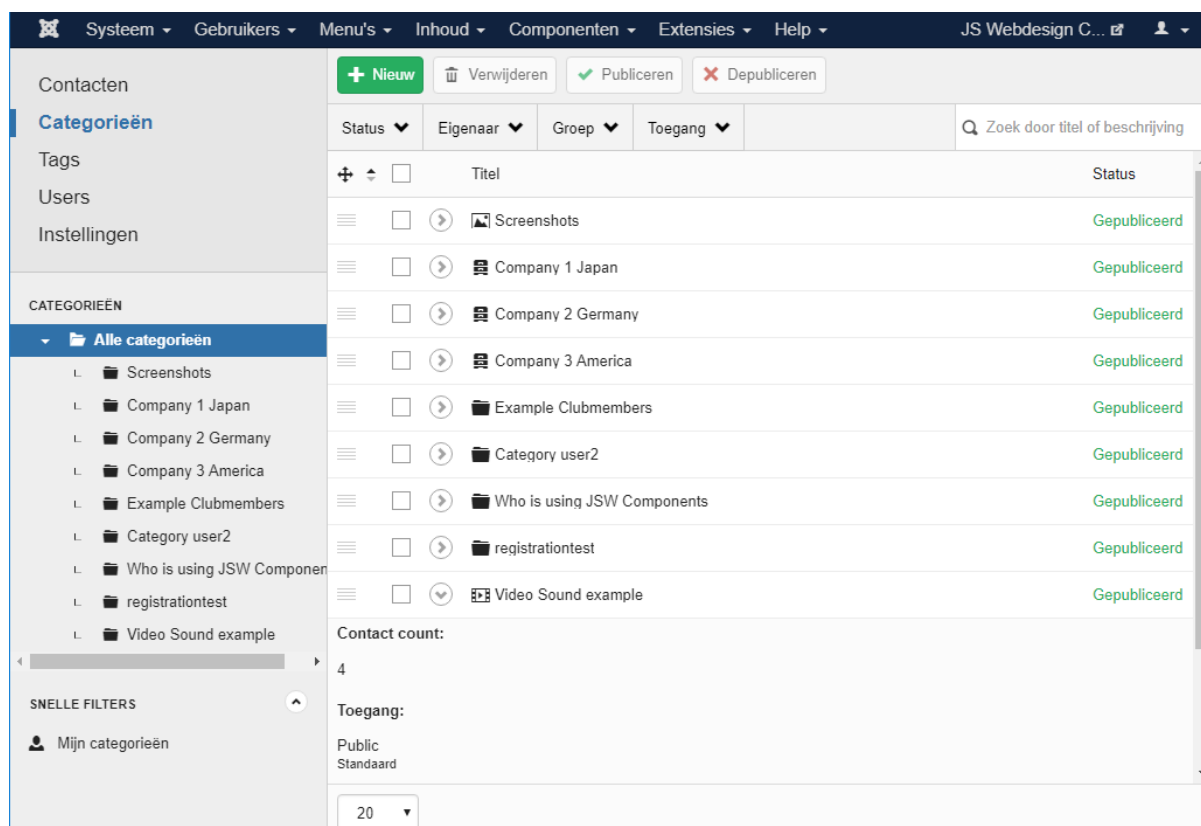 Systeem Gebruikers Menu's Inhoud Componenten Extensies Help JS Webdesign C...
Contacten
Categorieën
Tags
Users
Instellingen
CATEGORIEËN
Alle categorieën
Screenshots
Company 1 Japan
Company 2 Germany
Company 3 America
Example Clubmembers
Category user2
Who is using JSW Componen
registrationtest
Video Sound example
SNELLE FILTERS
Mijn categorieën
Nieuw Verwijderen Publiceren Depubliceren
Status Eigenaar Groep Toegang Zoek door titel of beschrijving
Titel Status
Screenshots Gepubliceerd
Company 1 Japan Gepubliceerd
Company 2 Germany Gepubliceerd
Company 3 America Gepubliceerd
Example Clubmembers Gepubliceerd
Category user2 Gepubliceerd
Who is using JSW Components Gepubliceerd
registrationtest Gepubliceerd
Video Sound example Gepubliceerd
Contact count:
4
Toegang:
Public
Standaard
20